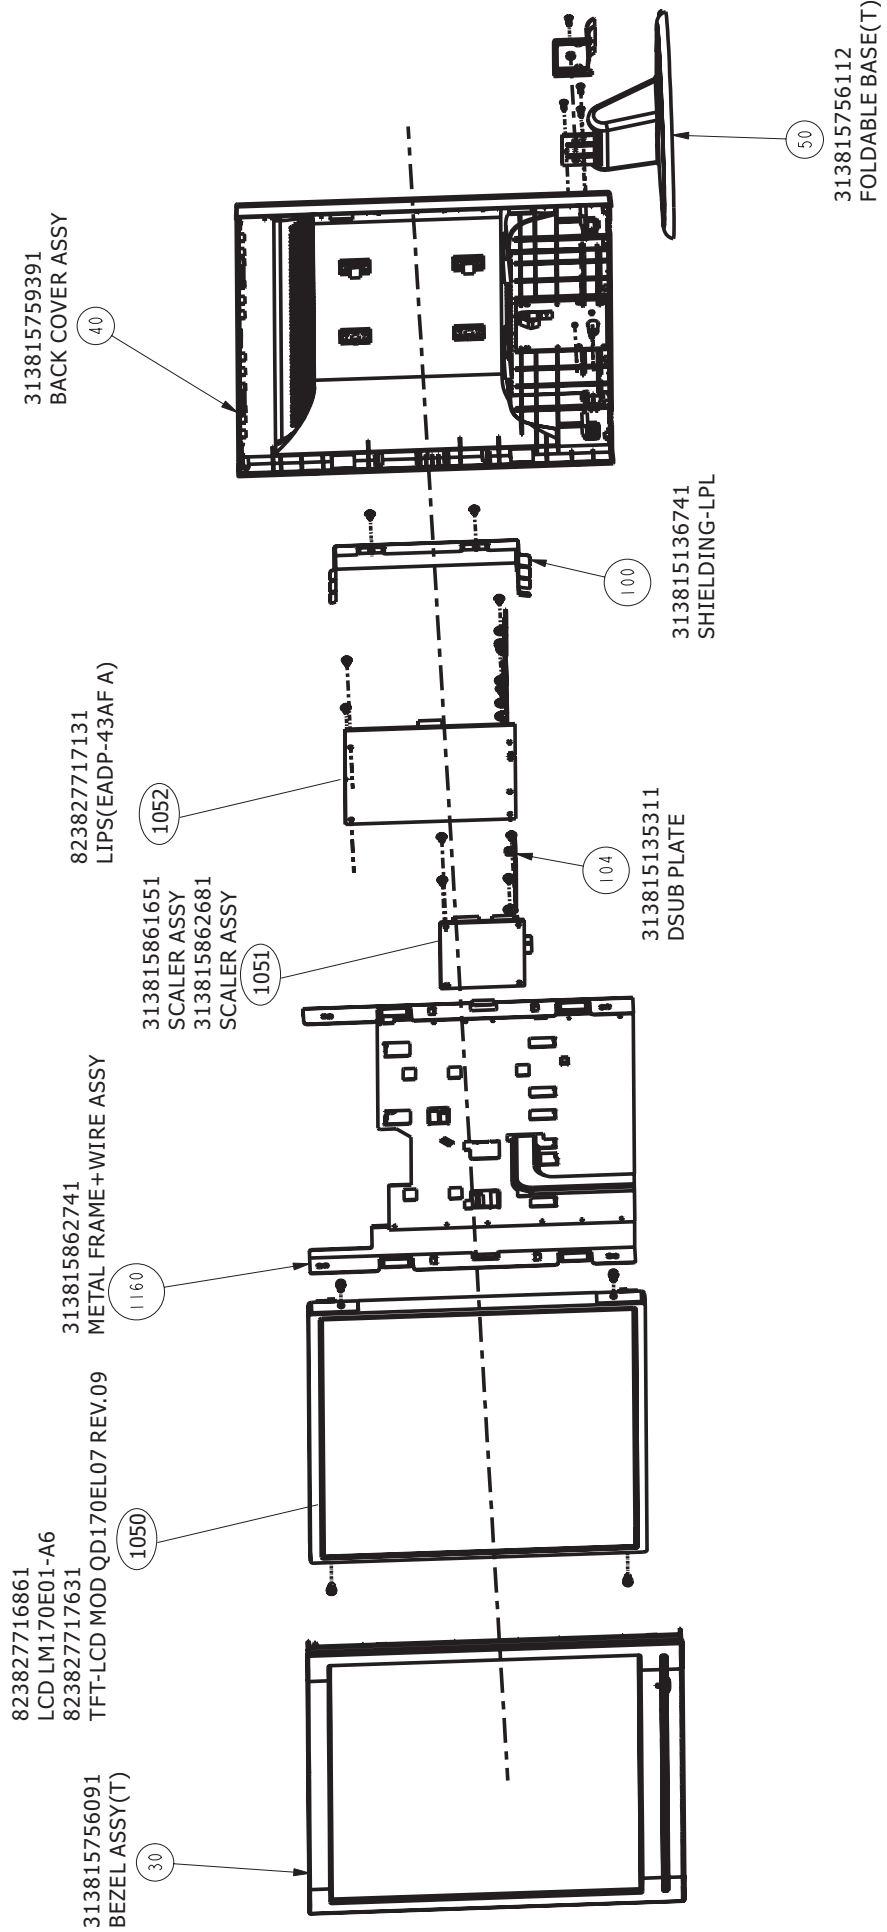 313815756091
BEZEL ASSY(T)
30
823827716861
LCD LM170E01-A6
823827717631
TFT-LCD MOD QD170EL07 REV.09
1050
313815862741
METAL FRAME+WIRE ASSY
1160
313815861651
SCALER ASSY
313815862681
SCALER ASSY
1051
823827717131
LIPS(EADP-43AF A)
1052
313815135311
DSUB PLATE
104
313815136741
SHIELDING-LPL
100
313815759391
BACK COVER ASSY
40
313815756112
FOLDABLE BASE(T)
50